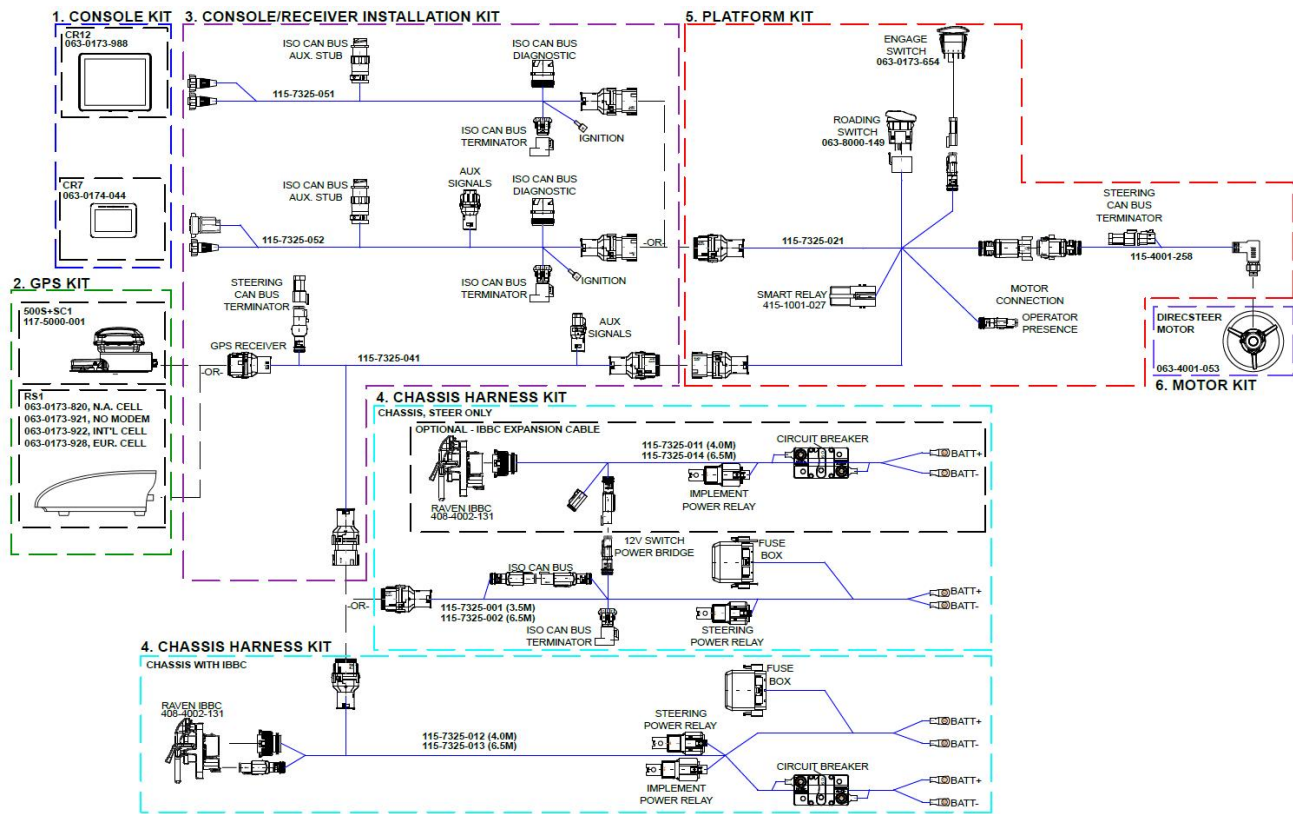 1. CONSOLE KIT
CR12
063-0173-988
CR7
063-0174-044
2. GPS KIT
500S+SC1
117-5000-001
RS1
063-0173-820, N.A. CELL
063-0173-921, NO MODEM
063-0173-922, INT'L CELL
063-0173-928, EUR. CELL
-OR-
3. CONSOLE/RECEIVER INSTALLATION KIT
ISO CAN BUS
AUX. STUB
ISO CAN BUS
DIAGNOSTIC
115-7325-051
ISO CAN BUS
TERMINATOR
IGNITION
ISO CAN BUS
AUX. STUB
AUX
SIGNALS
ISO CAN BUS
DIAGNOSTIC
115-7325-052
-OR-
ISO CAN BUS
TERMINATOR
IGNITION
STEERING
CAN BUS
TERMINATOR
GPS RECEIVER
115-7325-041
AUX
SIGNALS
5. PLATFORM KIT
ENGAGE
SWITCH
063-0173-654
ROADING
SWITCH
063-8000-149
115-7325-021
STEERING
CAN BUS
TERMINATOR
115-4001-258
SMART RELAY
415-1001-027
MOTOR
CONNECTION
OPERATOR
PRESENCE
DIRECSTEER
MOTOR
063-4001-053
6. MOTOR KIT
4. CHASSIS HARNESS KIT
CHASSIS, STEER ONLY
OPTIONAL - IBBC EXPANSION CABLE
115-7325-011 (4.0M)
115-7325-014 (6.5M)
CIRCUIT BREAKER
BATT+
BATT-
RAVEN IBBC
408-4002-131
IMPLEMENT
POWER RELAY
12V SWITCH
POWER BRIDGE
FUSE
BOX
ISO CAN BUS
-OR-
115-7325-001 (3.5M)
115-7325-002 (6.5M)
ISO CAN BUS
TERMINATOR
STEERING
POWER RELAY
BATT+
BATT-
4. CHASSIS HARNESS KIT
CHASSIS WITH IBBC
RAVEN IBBC
408-4002-131
115-7325-012 (4.0M)
115-7325-013 (6.5M)
FUSE
BOX
STEERING
POWER RELAY
IMPLEMENT
POWER RELAY
CIRCUIT BREAKER
BATT+
BATT-
BATT+
BATT-